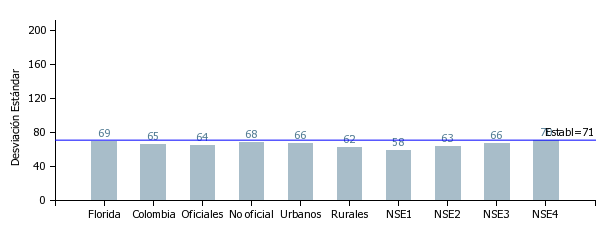 Desviación Estándar
200
160
120
80
40
0
69 65 64 68 66 62 58 63 66
Establ=71
Florida Colombia Oficiales No oficial Urbanos Rurales NSE1 NSE2 NSE3 NSE4